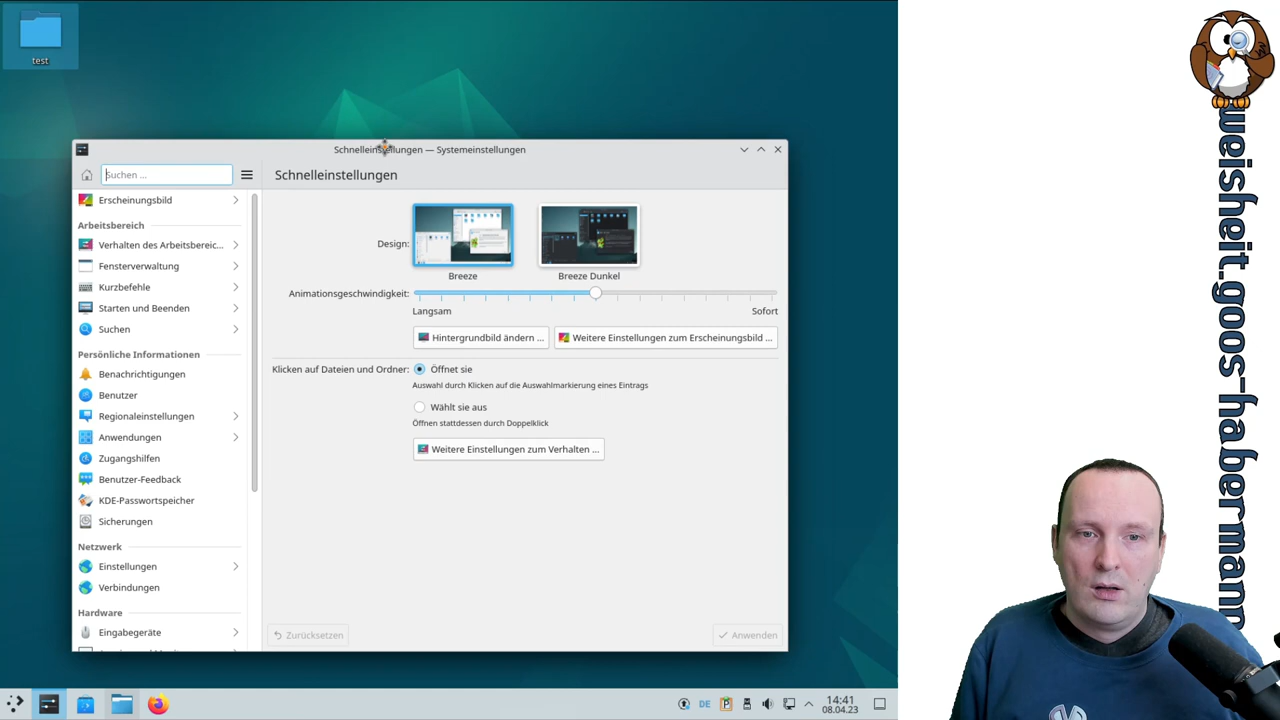 test
Schnelleinstellungen — Systemeinstellungen
Suchen ...
Schnelleinstellungen
Erscheinungsbild
Arbeitsbereich
Verhalten des Arbeitsbereic...
Fensterverwaltung
Kurzbefehle
Starten und Beenden
Suchen
Persönliche Informationen
Benachrichtigungen
Benutzer
Regionaleinstellungen
Anwendungen
Zugangshilfen
Benutzer-Feedback
KDE-Passwortspeicher
Sicherungen
Netzwerk
Einstellungen
Verbindungen
Hardware
Eingabegeräte
Design:
Breeze
Breeze Dunkel
Animationsgeschwindigkeit:
Langsam
Sofort
Hintergrundbild ändern ...
Weitere Einstellungen zum Erscheinungsbild ...
Klicken auf Dateien und Ordner:
Öffnet sie
Auswahl durch Klicken auf die Auswahlmarkierung eines Eintrags
Wählt sie aus
Öffnen stattdessen durch Doppelklick
Weitere Einstellungen zum Verhalten ...
Zurücksetzen
Anwenden
DE
14:41
08.04.23
weisheit.goos-habermann